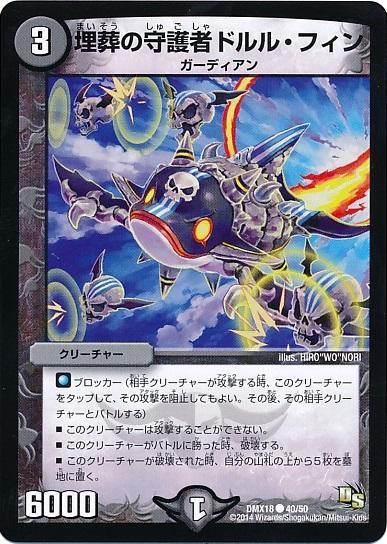 3
まいそう しゅごしゃ
埋葬の守護者ドルル・フィン
ガーディアン
クリーチャー
illus. HIRO"WO"NORI
ブロッカー(相手クリーチャーが攻撃する時、このクリーチャー
をタップして、その攻撃を阻止してもよい。その後、その相手クリーチャー
とバトルする)
■ このクリーチャーは攻撃することができない。
■ このクリーチャーがバトルに勝った時、破壊する。
■ このクリーチャーが破壊された時、自分の山札の上から5枚を墓
地に置く。
6000
DS
DMX18 ● 40/50
©2014 Wizards/Shogakukan/Mitsui-Kids